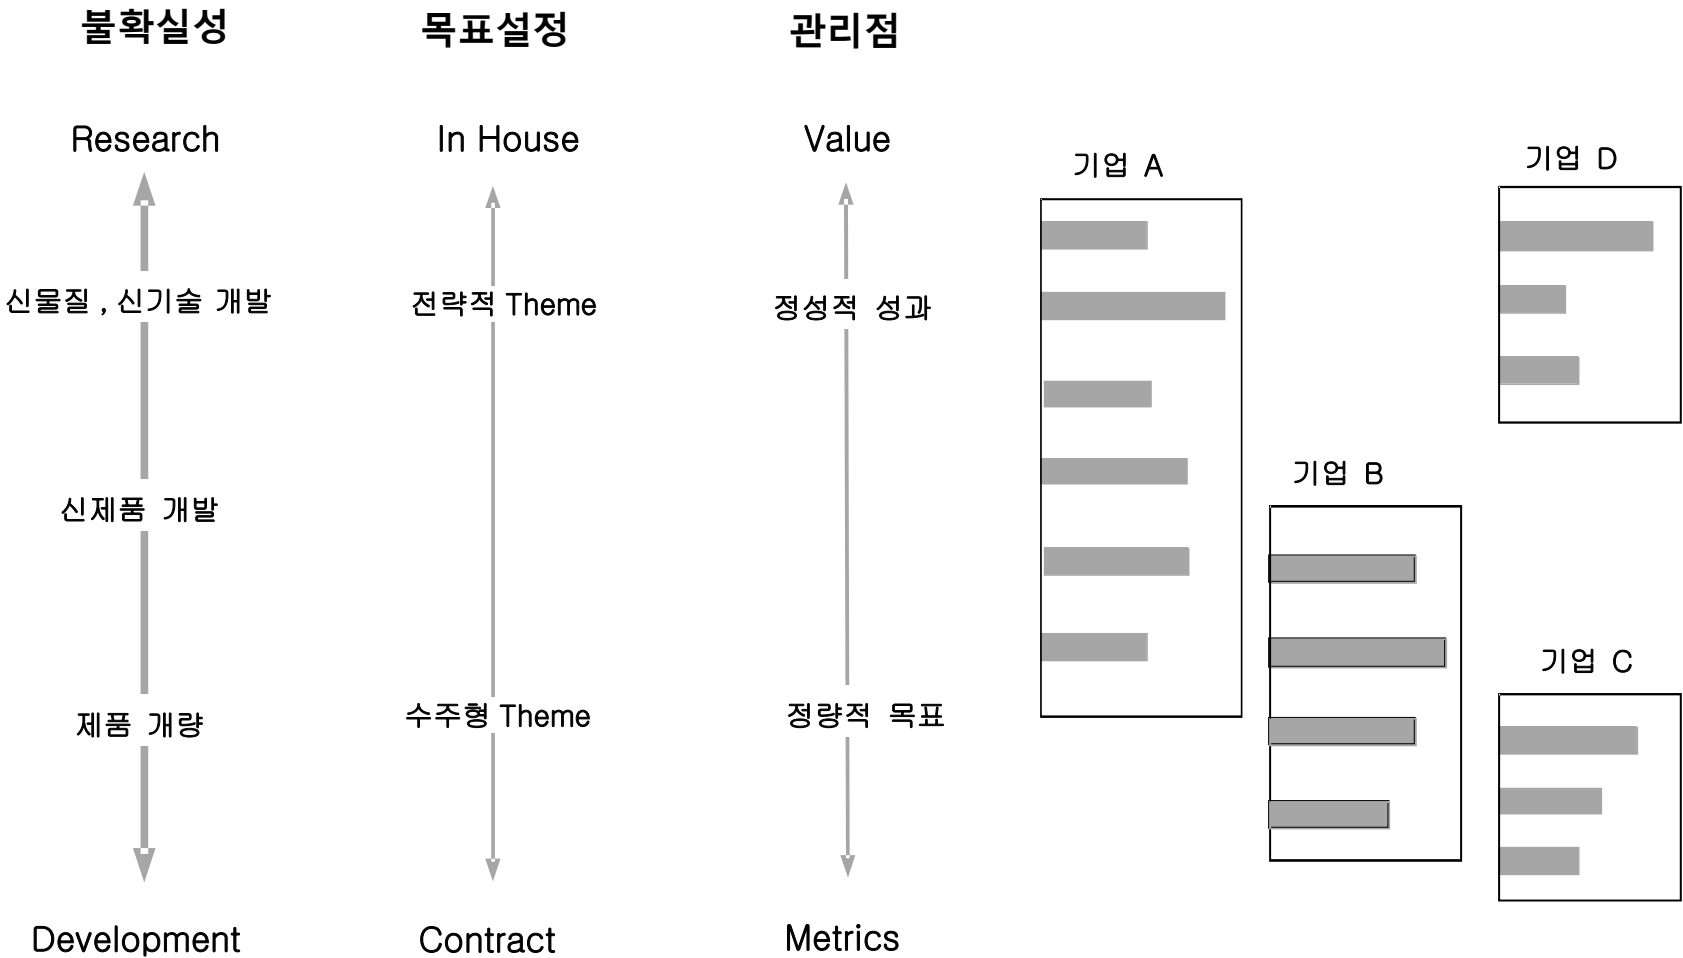 불확실성
목표설정
관리점
Research
In House
Value
기업 A
기업 D
신물질 , 신기술 개발
전략적 Theme
정성적 성과
기업 B
신제품 개발
기업 C
제품 개량
수주형 Theme
정량적 목표
Development
Contract
Metrics